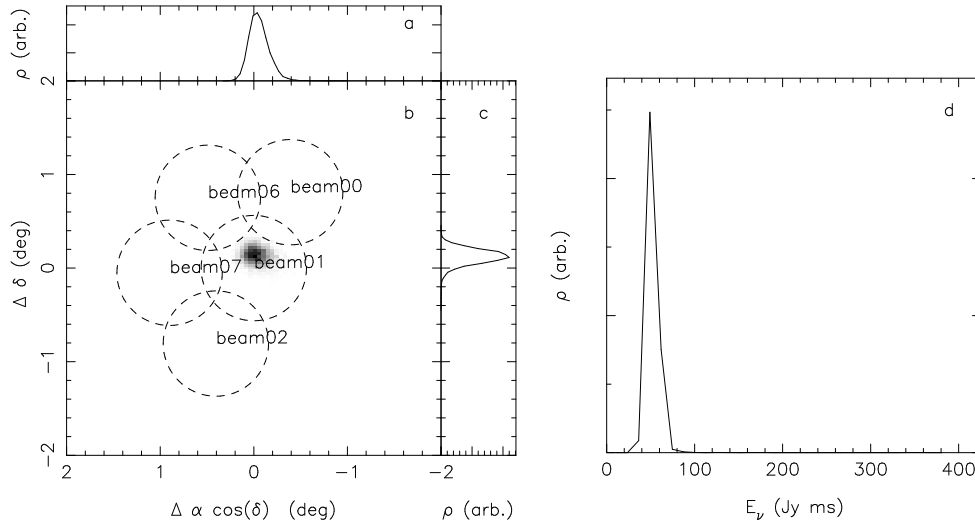 ρ (arb.)
a
2
b
c
d
1
beam06
beam00
Δ δ (deg)
0
beam07
beam01
ρ (arb.)
−1
beam02
−2
2
1
0
−1
−2
0
100
200
300
400
Δ α cos(δ) (deg)
ρ (arb.)
E_ν (Jy ms)